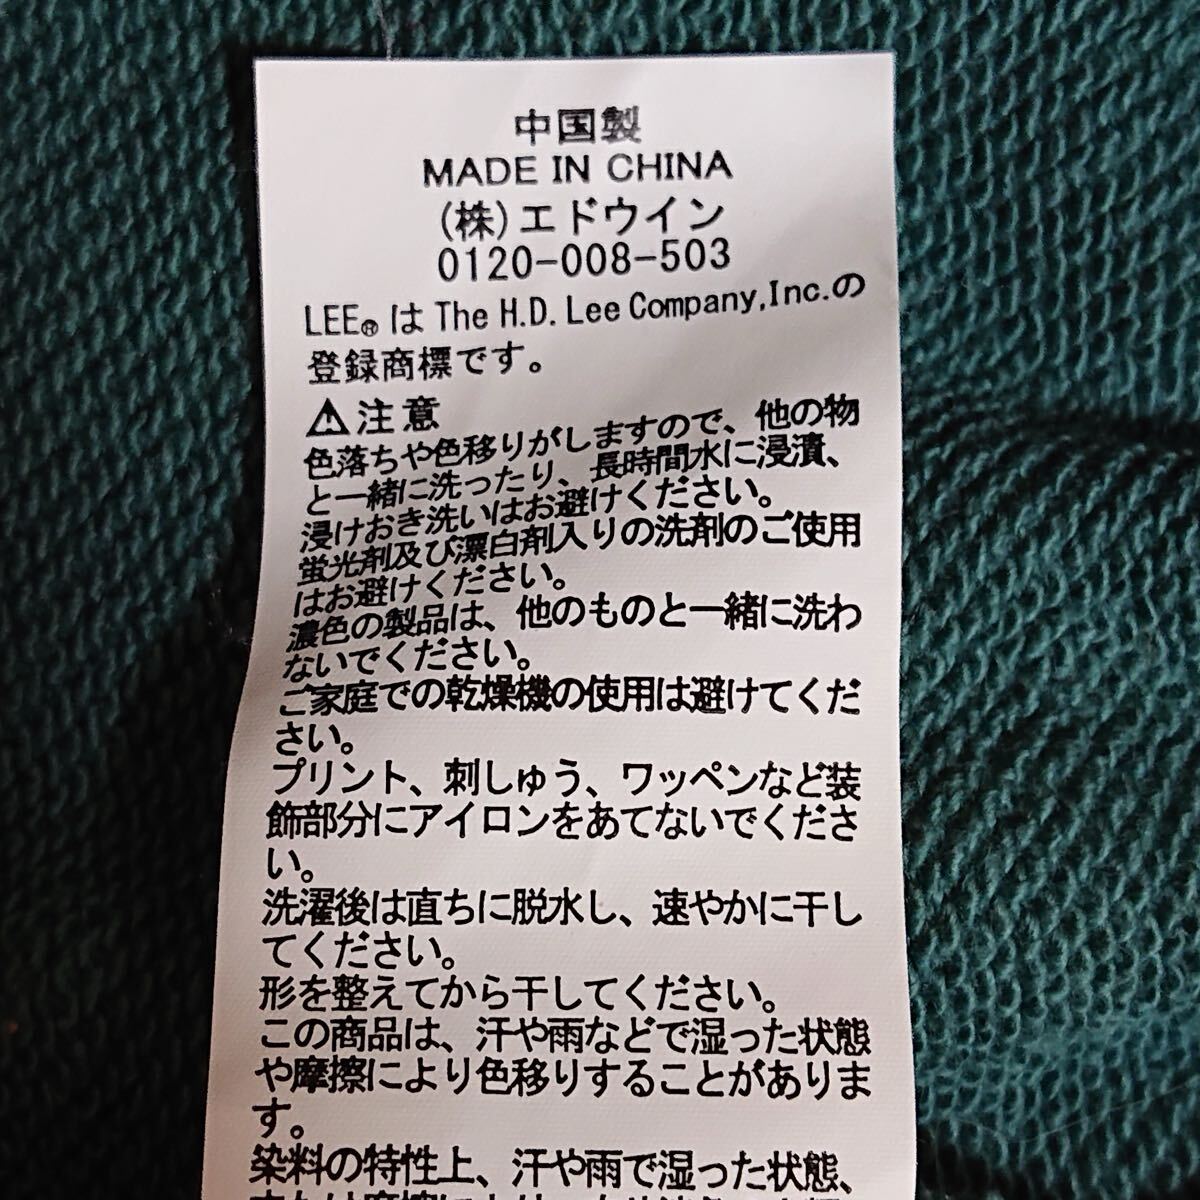 中国製
MADE IN CHINA
(株)エドウイン
0120-008-503
LEE® は The H.D. Lee Company,Inc.の
登録商標です。
⚠注意
色落ちや色移りがしますので、他の物
と一緒に洗ったり、長時間水に浸漬、
浸けおき洗いはお避けください。
蛍光剤及び漂白剤入りの洗剤のご使用
はお避けください。
濃色の製品は、他のものと一緒に洗わ
ないでください。
ご家庭での乾燥機の使用は避けてくだ
さい。
プリント、刺しゅう、ワッペンなど装
飾部分にアイロンをあてないでくださ
い。
洗濯後は直ちに脱水し、速やかに干し
てください。
形を整えてから干してください。
この商品は、汗や雨などで湿った状態
や摩擦により色移りすることがありま
す。
染料の特性上、汗や雨で湿った状態、